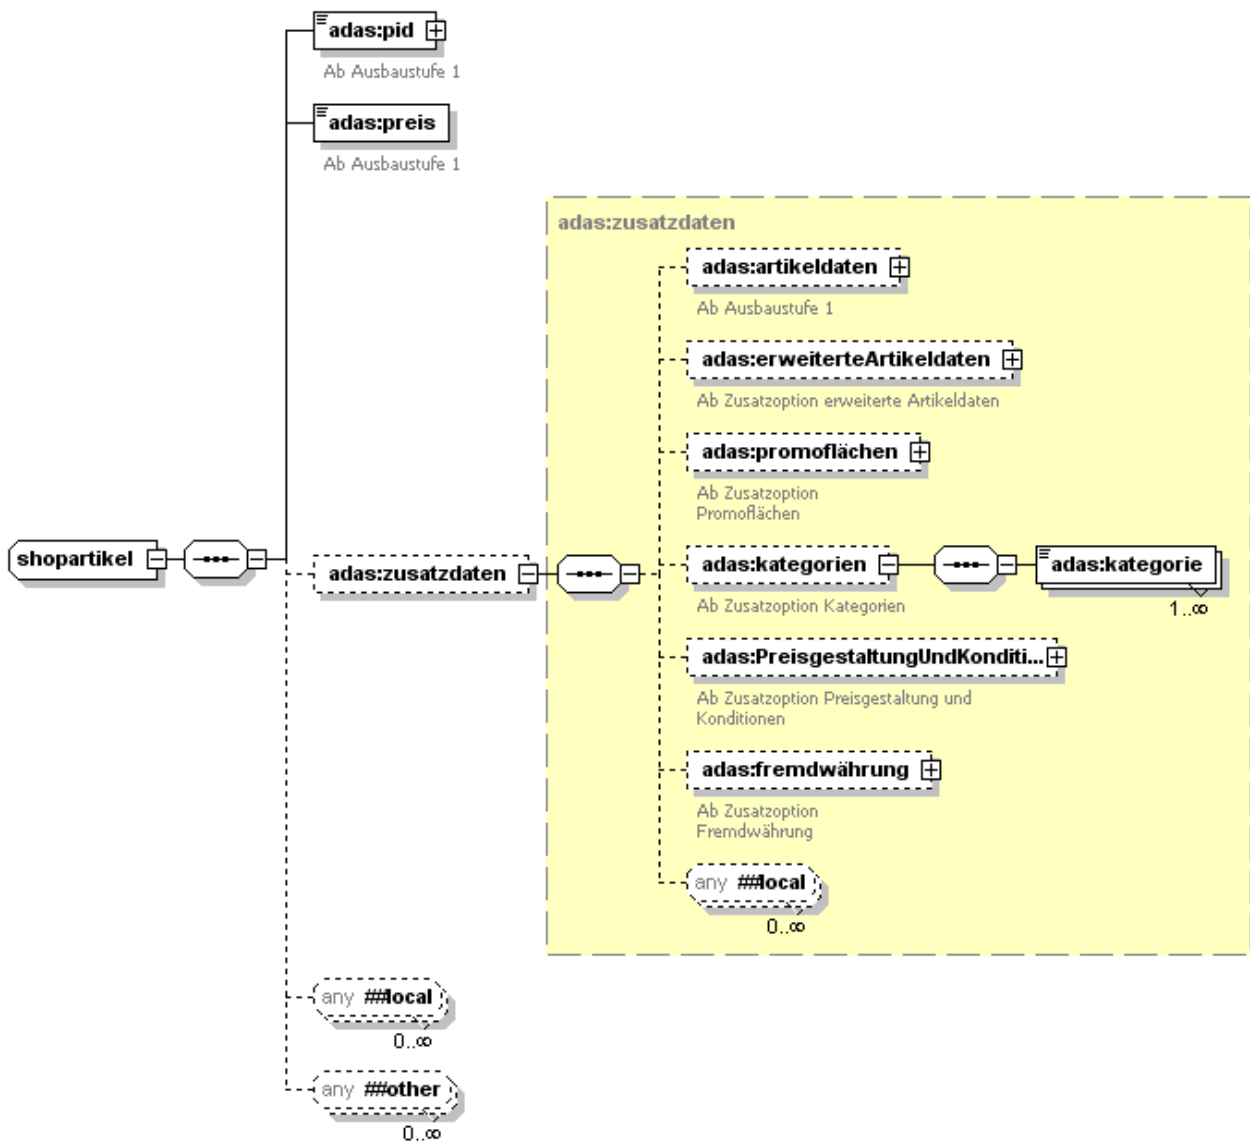 adas:pid
Ab Ausbaustufe 1
adas:preis
Ab Ausbaustufe 1
adas:zusatzdaten
adas:artikeldaten
Ab Ausbaustufe 1
adas:erweiterteArtikeldaten
Ab Zusatzoption erweiterte Artikeldaten
adas:promoflächen
Ab Zusatzoption
Promoflächen
shopartikel
adas:zusatzdaten
adas:kategorien
adas:kategorie
1..∞
Ab Zusatzoption Kategorien
adas:PreisgestaltungUndKonditi...
Ab Zusatzoption Preisgestaltung und
Konditionen
adas:fremdwährung
Ab Zusatzoption
Fremdwährung
any ##local
0..∞
any ##local
0..∞
any ##other
0..∞